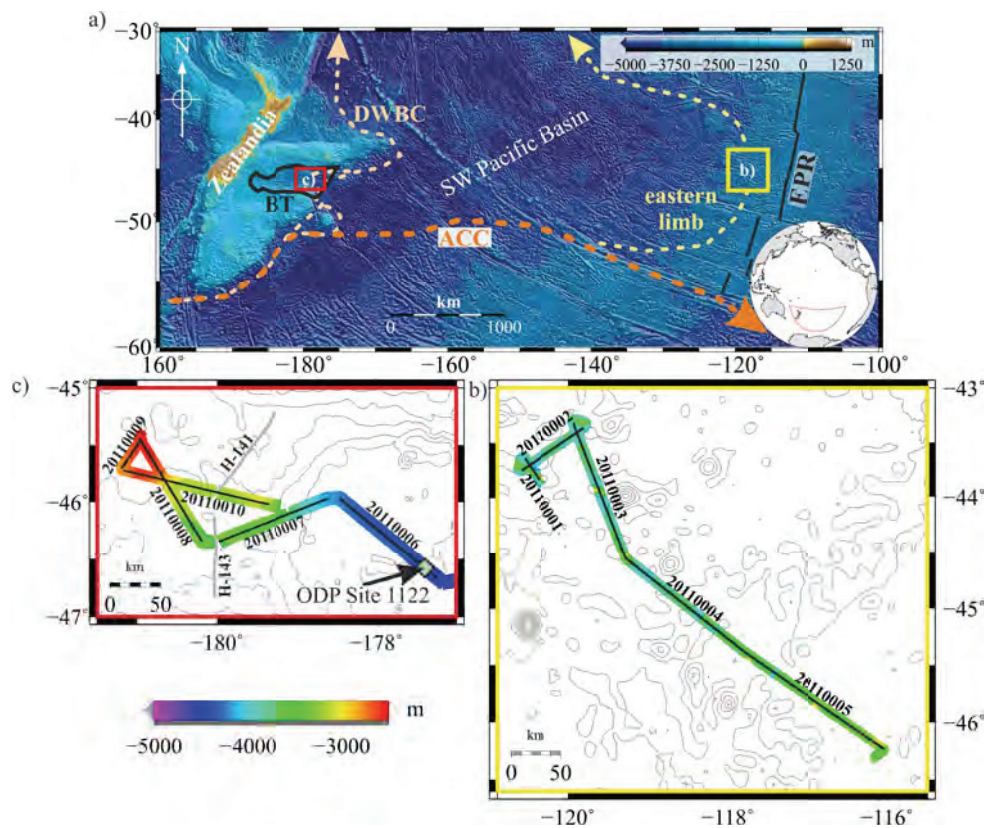 a)
−30°
−40°
−50°
−60°
N
m
−5000 −3750 −2500 0 1250
DWBC
Zealandia
c)
BT
SW Pacific Basin
eastern
limb
b)
EPR
ACC
km
0 1000
160° −180° −160° −140° −120° −100°
c)
−45°
−46°
−47°
20110009
H-141
20110010
20110008
20110007
20110006
H-143
km
0 50
ODP Site 1122
−180° −178°
m
−5000 −4000 −3000
b)
−43°
−44°
−45°
−46°
20110002
20110001
20110003
20110004
20110005
km
0 50
−120° −118° −116°